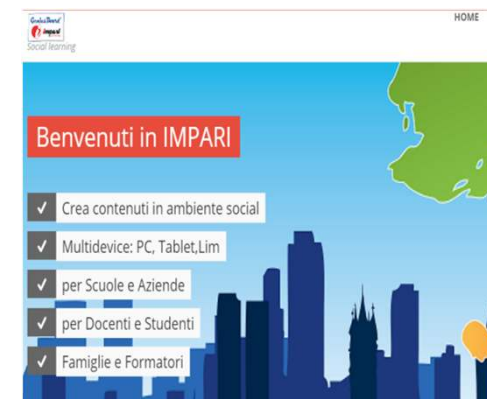 GeniusBoard
impari
Social learning
HOME
Benvenuti in IMPARI
Crea contenuti in ambiente social
Multidevice: PC, Tablet,Lim
per Scuole e Aziende
per Docenti e Studenti
Famiglie e Formatori